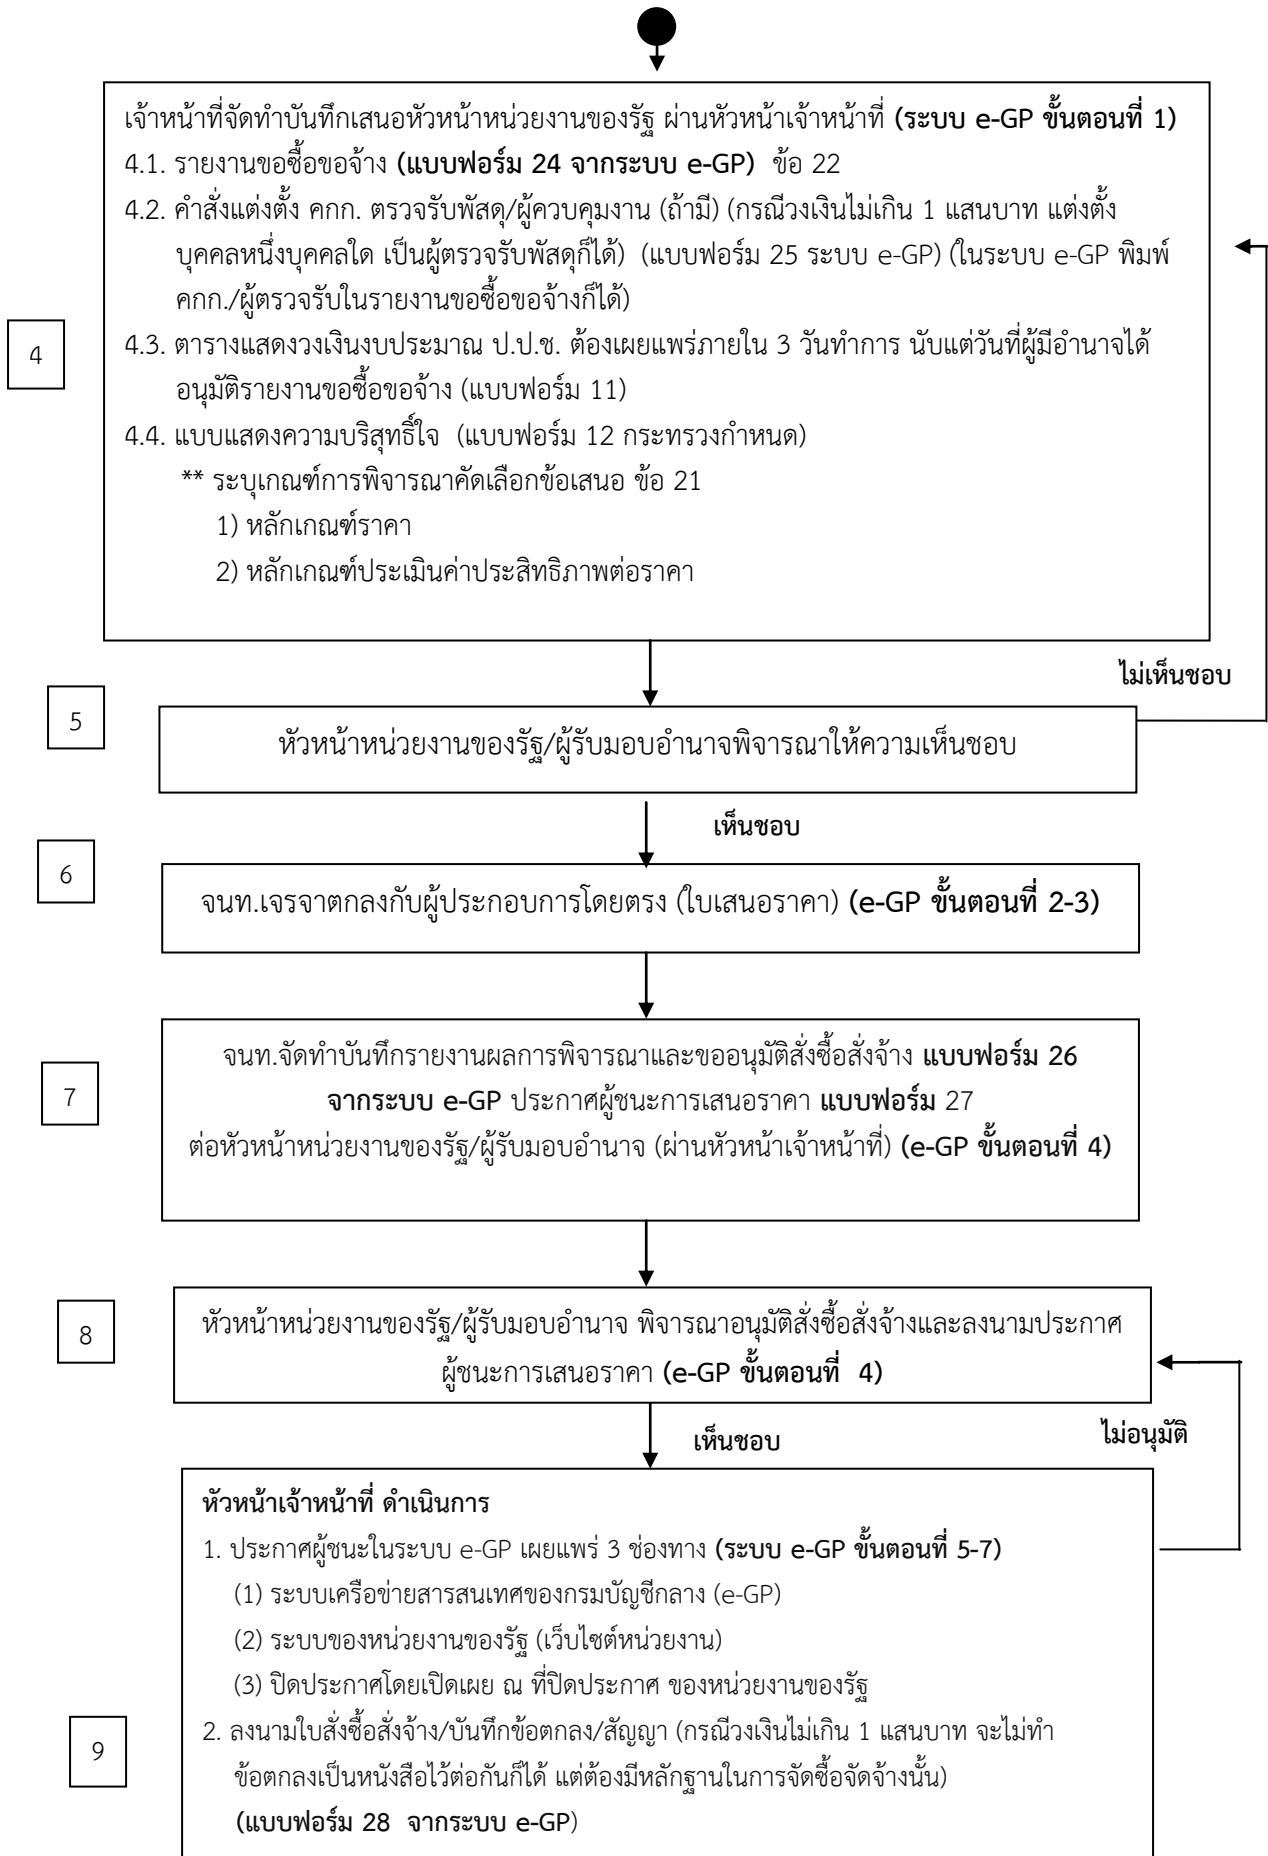 เจ้าหน้าที่จัดทำบันทึกเสนอหัวหน้าหน่วยงานของรัฐ ผ่านหัวหน้าเจ้าหน้าที่ (ระบบ e-GP ขั้นตอนที่ 1)
4.1. รายงานขอซื้อขอจ้าง (แบบฟอร์ม 24 จากระบบ e-GP) ข้อ 22
4.2. คำสั่งแต่งตั้ง คกก. ตรวจรับพัสดุ/ผู้ควบคุมงาน (ถ้ามี) (กรณีวงเงินไม่เกิน 1 แสนบาท แต่งตั้ง
บุคคลหนึ่งบุคคลใด เป็นผู้ตรวจรับพัสดุก็ได้) (แบบฟอร์ม 25 ระบบ e-GP) (ในระบบ e-GP พิมพ์
คกก./ผู้ตรวจรับในรายงานขอซื้อขอจ้างก็ได้)
4
4.3. ตารางแสดงวงเงินงบประมาณ ป.ป.ช. ต้องเผยแพร่ภายใน 3 วันทำการ นับแต่วันที่ผู้มีอำนาจได้
อนุมัติรายงานขอซื้อขอจ้าง (แบบฟอร์ม 11)
4.4. แบบแสดงความบริสุทธิ์ใจ (แบบฟอร์ม 12 กระทรวงกำหนด)
** ระบุเกณฑ์การพิจารณาคัดเลือกข้อเสนอ ข้อ 21
1) หลักเกณฑ์ราคา
2) หลักเกณฑ์ประเมินค่าประสิทธิภาพต่อราคา
ไม่เห็นชอบ
5
หัวหน้าหน่วยงานของรัฐ/ผู้รับมอบอำนาจพิจารณาให้ความเห็นชอบ
เห็นชอบ
6
จนท.เจรจาตกลงกับผู้ประกอบการโดยตรง (ใบเสนอราคา) (e-GP ขั้นตอนที่ 2-3)
จนท.จัดทำบันทึกรายงานผลการพิจารณาและขออนุมัติสั่งซื้อสั่งจ้าง แบบฟอร์ม 26
7
จากระบบ e-GP ประกาศผู้ชนะการเสนอราคา แบบฟอร์ม 27
ต่อหัวหน้าหน่วยงานของรัฐ/ผู้รับมอบอำนาจ (ผ่านหัวหน้าเจ้าหน้าที่) (e-GP ขั้นตอนที่ 4)
8
หัวหน้าหน่วยงานของรัฐ/ผู้รับมอบอำนาจ พิจารณาอนุมัติสั่งซื้อสั่งจ้างและลงนามประกาศ
ผู้ชนะการเสนอราคา (e-GP ขั้นตอนที่ 4)
เห็นชอบ
ไม่อนุมัติ
หัวหน้าเจ้าหน้าที่ ดำเนินการ
1. ประกาศผู้ชนะในระบบ e-GP เผยแพร่ 3 ช่องทาง (ระบบ e-GP ขั้นตอนที่ 5-7)
(1) ระบบเครือข่ายสารสนเทศของกรมบัญชีกลาง (e-GP)
(2) ระบบของหน่วยงานของรัฐ (เว็บไซต์หน่วยงาน)
(3) ปิดประกาศโดยเปิดเผย ณ ที่ปิดประกาศ ของหน่วยงานของรัฐ
9
2. ลงนามใบสั่งซื้อสั่งจ้าง/บันทึกข้อตกลง/สัญญา (กรณีวงเงินไม่เกิน 1 แสนบาท จะไม่ทำ
ข้อตกลงเป็นหนังสือไว้ต่อกันก็ได้ แต่ต้องมีหลักฐานในการจัดซื้อจัดจ้างนั้น)
(แบบฟอร์ม 28 จากระบบ e-GP)